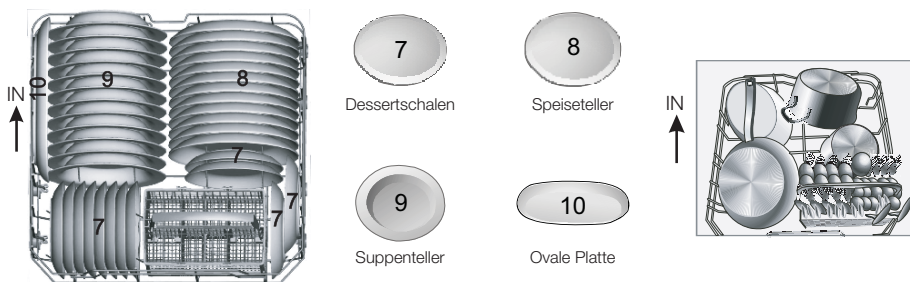 IN
10
9
8
7
7
7
7
7
Dessertschalen
8
Speiseteller
9
Suppenteller
10
Ovale Platte
IN